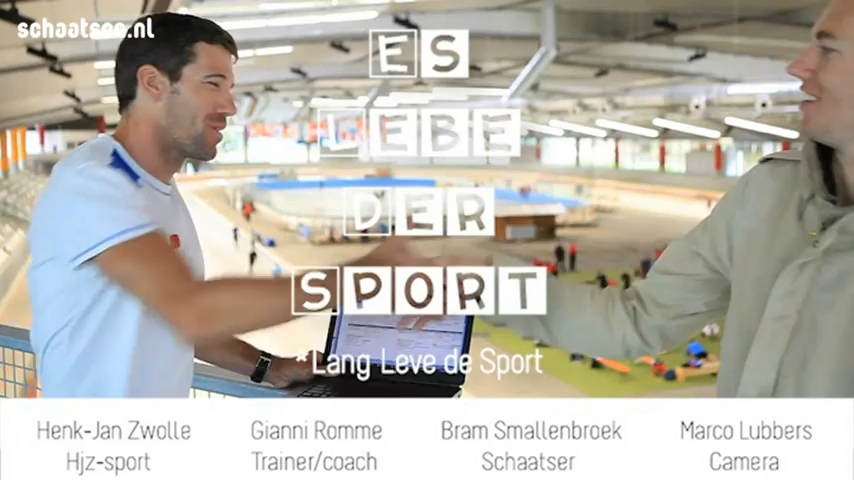 schaatsen.nl
ES
LEBE
DER
SPORT
*Lang Leve de Sport
Henk-Jan Zwolle
Hjz-sport
Gianni Romme
Trainer/coach
Bram Smallenbroek
Schaatser
Marco Lubbers
Camera